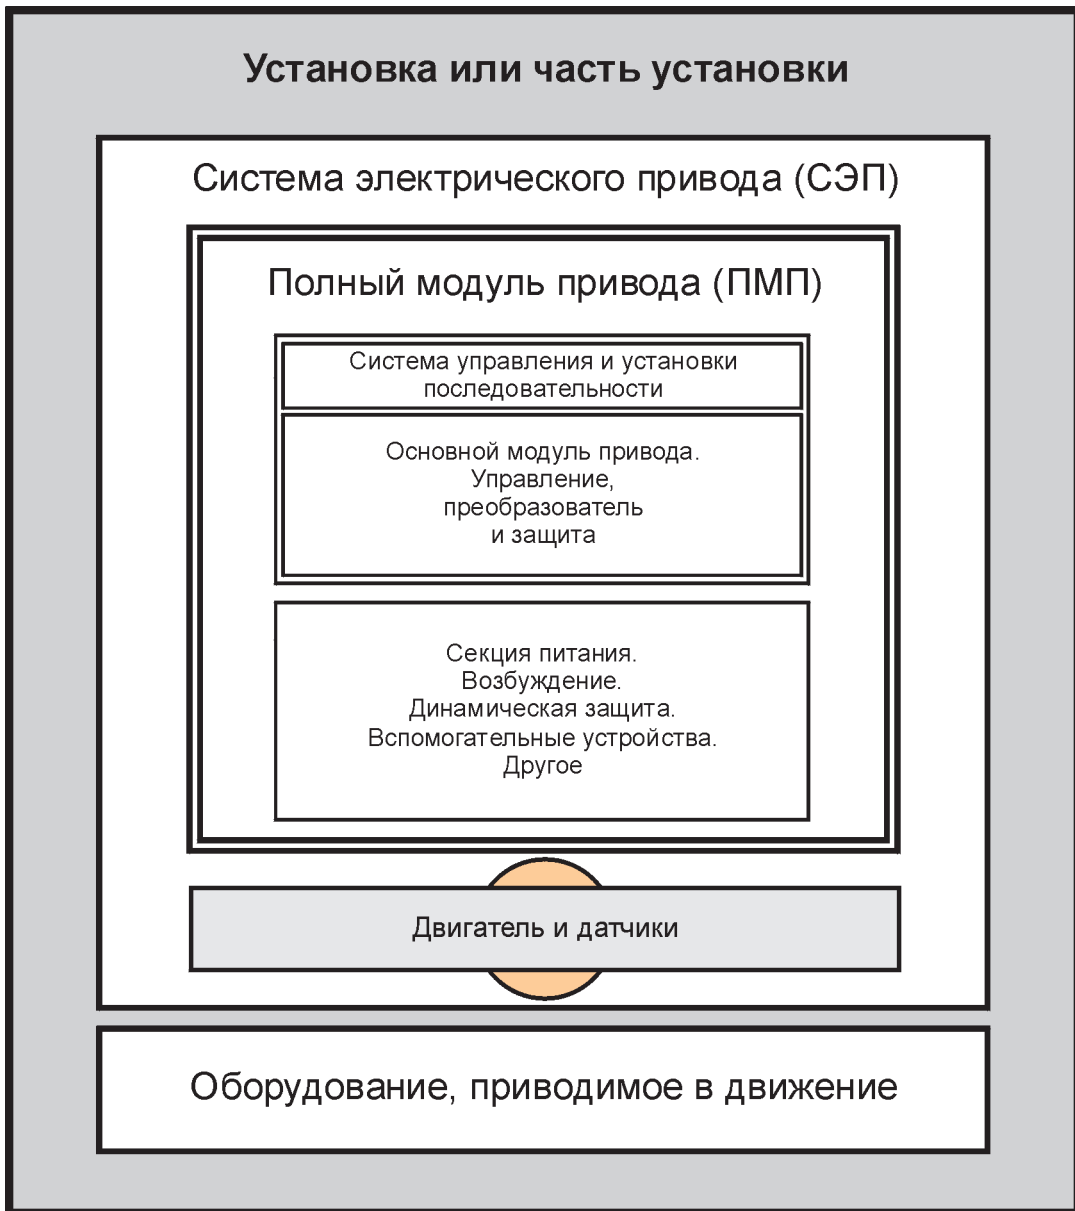 Установка или часть установки
Система электрического привода (СЭП)
Полный модуль привода (ПМП)
Система управления и установки
последовательности
Основной модуль привода.
Управление,
преобразователь
и защита
Секция питания.
Возбуждение.
Динамическая защита.
Вспомогательные устройства.
Другое
Двигатель и датчики
Оборудование, приводимое в движение